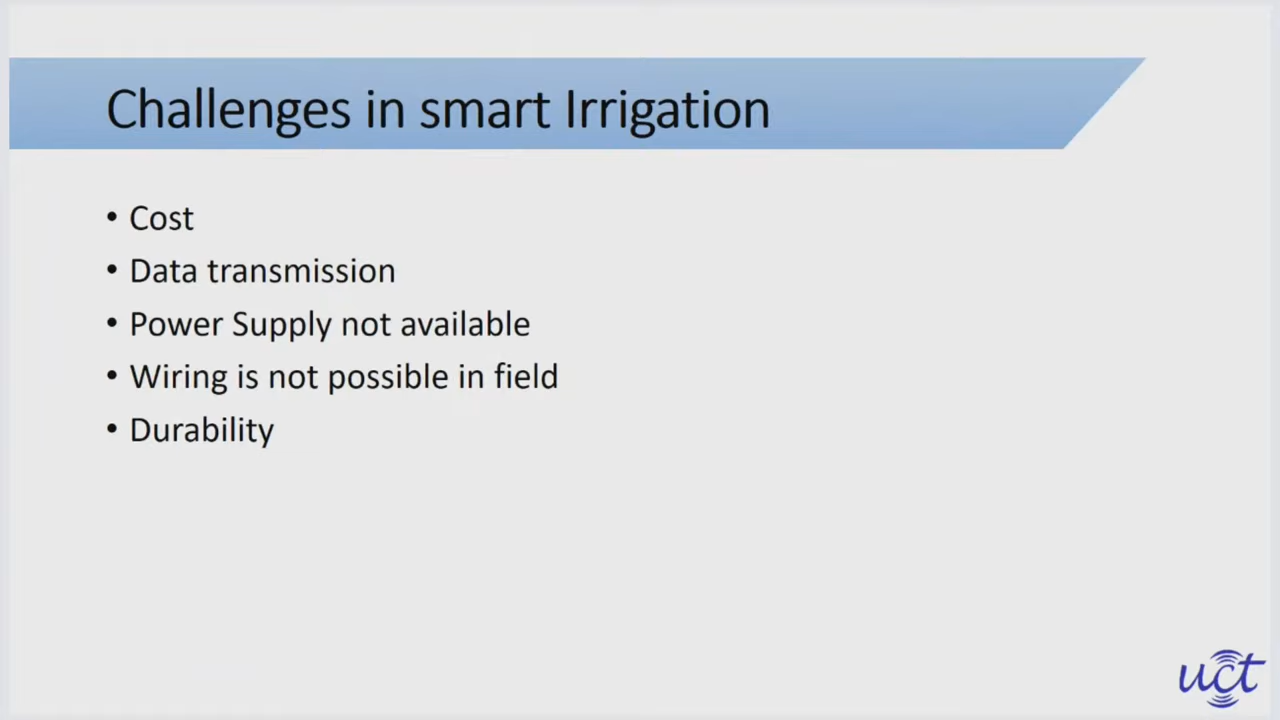 Challenges in smart Irrigation
• Cost
• Data transmission
• Power Supply not available
• Wiring is not possible in field
• Durability
uct